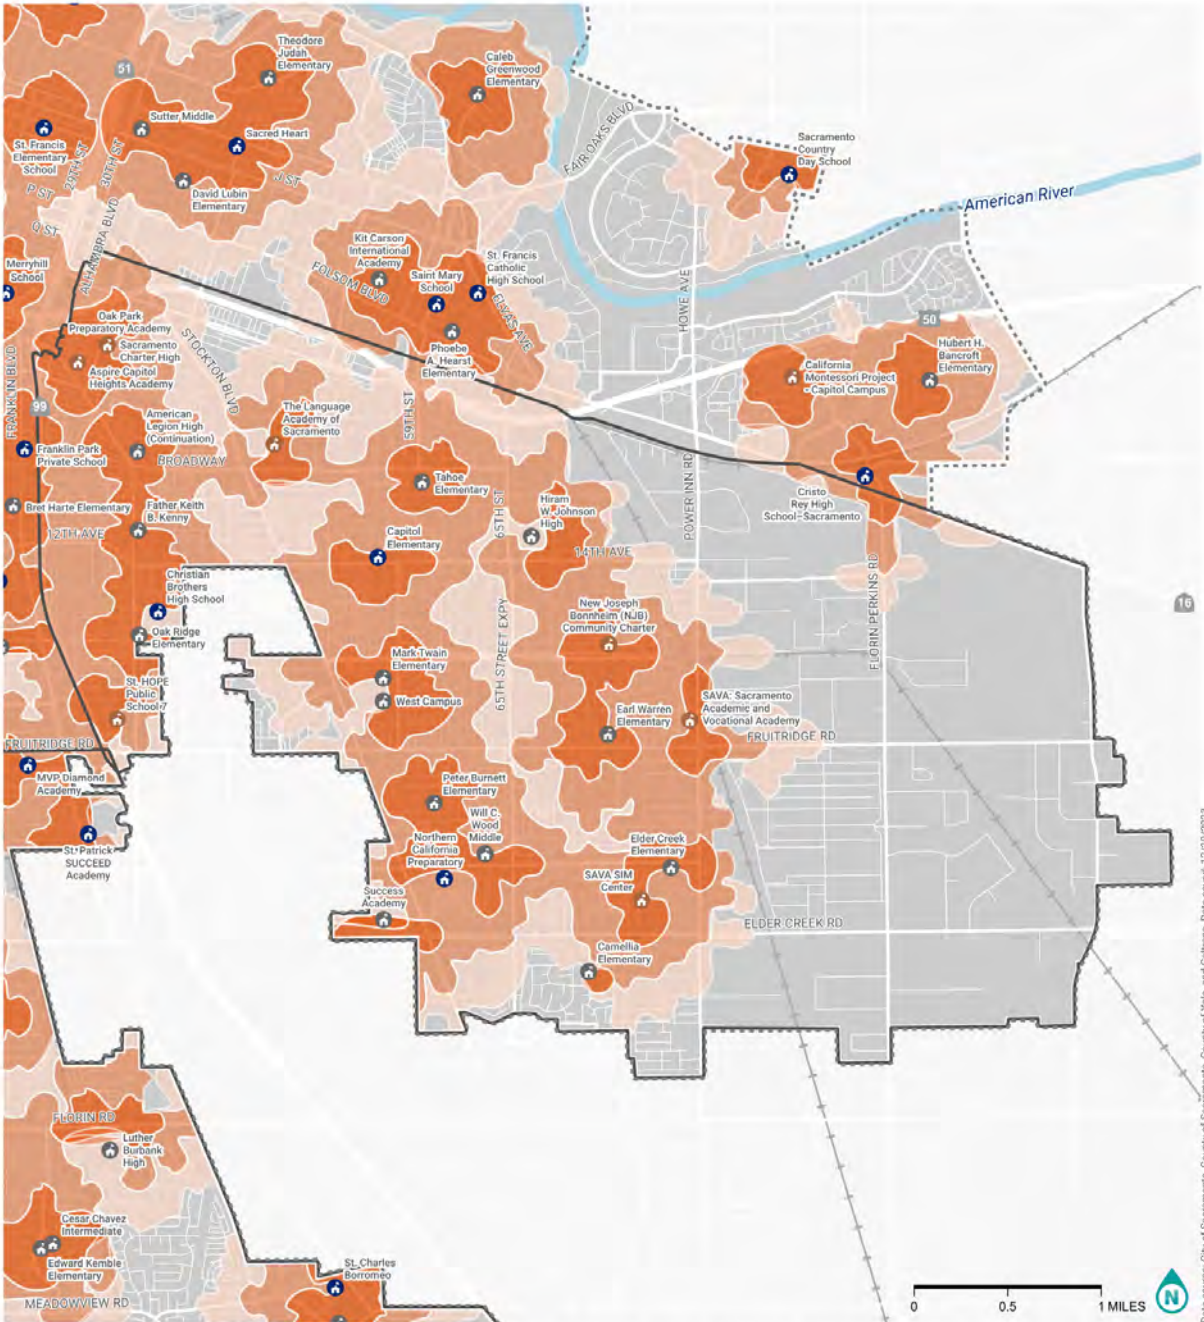 Theodore
Judah
Elementary
Caleb
Greenwood
Elementary
51
Sutter Middle
Sacred Heart
St. Francis
Elementary
School
29TH ST
30TH ST
P ST
J ST
Q ST
David Lubin
Elementary
FAIR OAKS BLVD
Sacramento
Country
Day School
American River
ALHAMBRA BLVD
Merryhill
School
Kit Carson
International
Academy
FOLSOM BLVD
Saint Mary
School
St. Francis
Catholic
High School
ELVAS AVE
HOWE AVE
50
Oak Park
Preparatory Academy
Sacramento
Charter High
Aspire Capitol
Heights Academy
STOCKTON BLVD
Phoebe
A. Hearst
Elementary
California
Montessori Project
- Capitol Campus
Hubert H.
Bancroft
Elementary
FRANKLIN BLVD
99
American
Legion High
(Continuation)
The Language
Academy of
Sacramento
59TH ST
Franklin Park
Private School
BROADWAY
Tahoe
Elementary
65TH ST
Hiram
W. Johnson
High
POWER INN RD
Cristo
Rey High
School–Sacramento
Bret Harte Elementary
Father Keith
B. Kenny
12TH AVE
Capitol
Elementary
14TH AVE
Christian
Brothers
High School
New Joseph
Bonnheim (NJB)
Community Charter
FLORIN PERKINS RD
16
Oak Ridge
Elementary
65TH STREET EXPY
Mark Twain
Elementary
West Campus
St. HOPE
Public
School 7
Earl Warren
Elementary
SAVA: Sacramento
Academic and
Vocational Academy
FRUITRIDGE RD
FRUITRIDGE RD
MVP Diamond
Academy
Peter Burnett
Elementary
Will C.
Wood
Middle
Northern
California
Preparatory
Elder Creek
Elementary
St. Patrick
SUCCEED
Academy
SAVA SIM
Center
Success
Academy
ELDER CREEK RD
Camellia
Elementary
FLORIN RD
Luther
Burbank
High
Cesar Chavez
Intermediate
Edward Kemble
Elementary
St. Charles
Borromeo
MEADOWVIEW RD
0 0.5 1 MILES
N